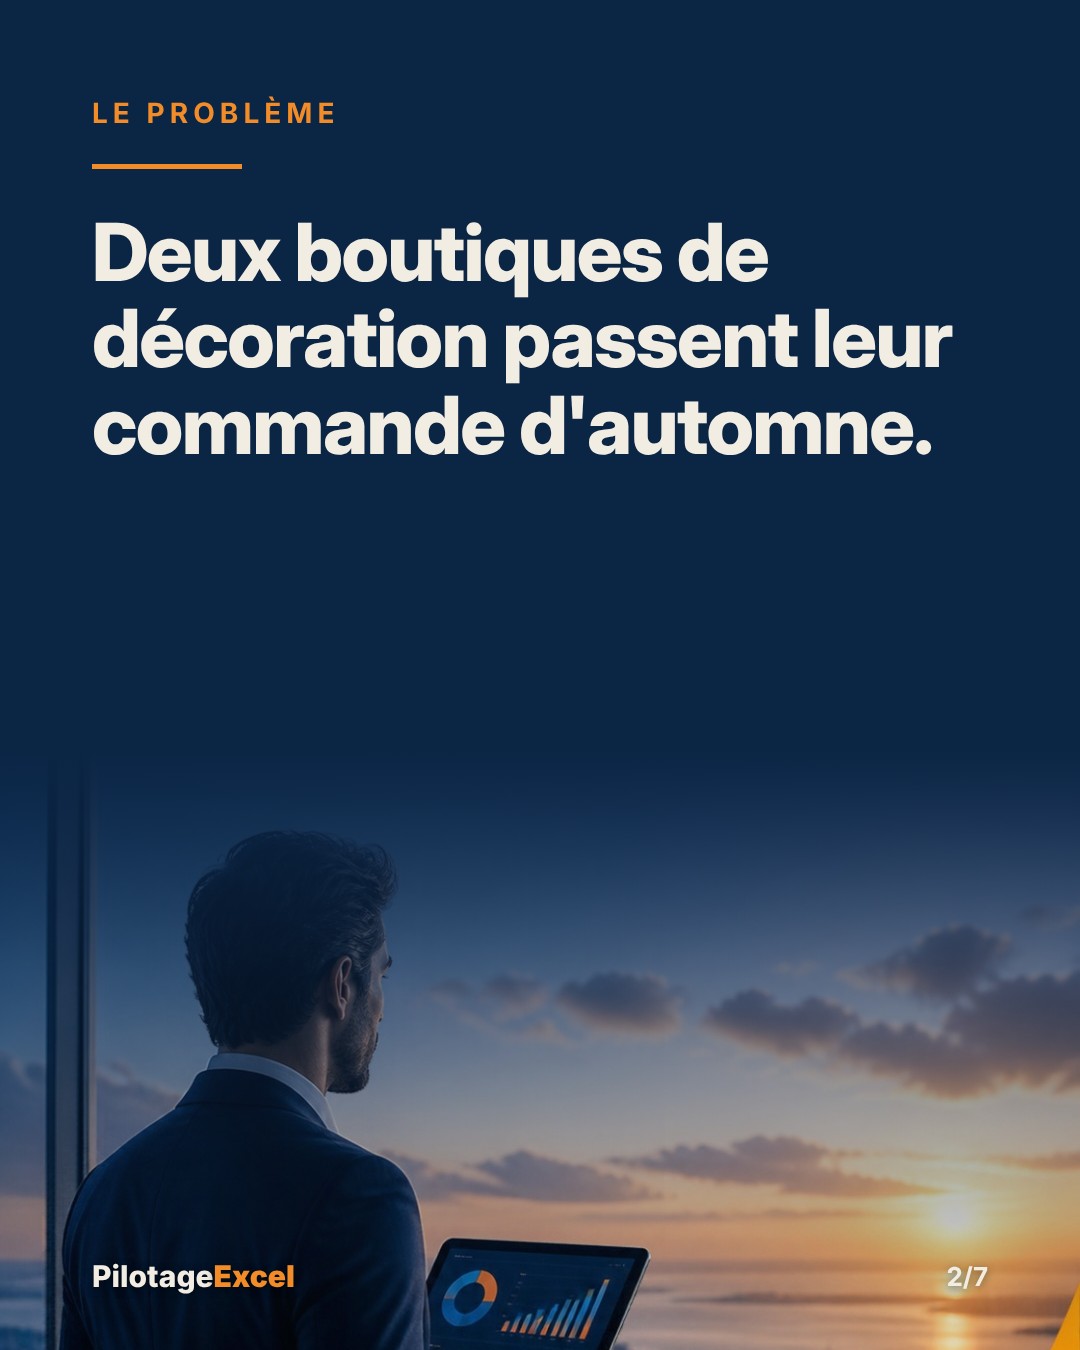 LE PROBLÈME
Deux boutiques de
décoration passent leur
commande d'automne.
PilotageExcel
2/7